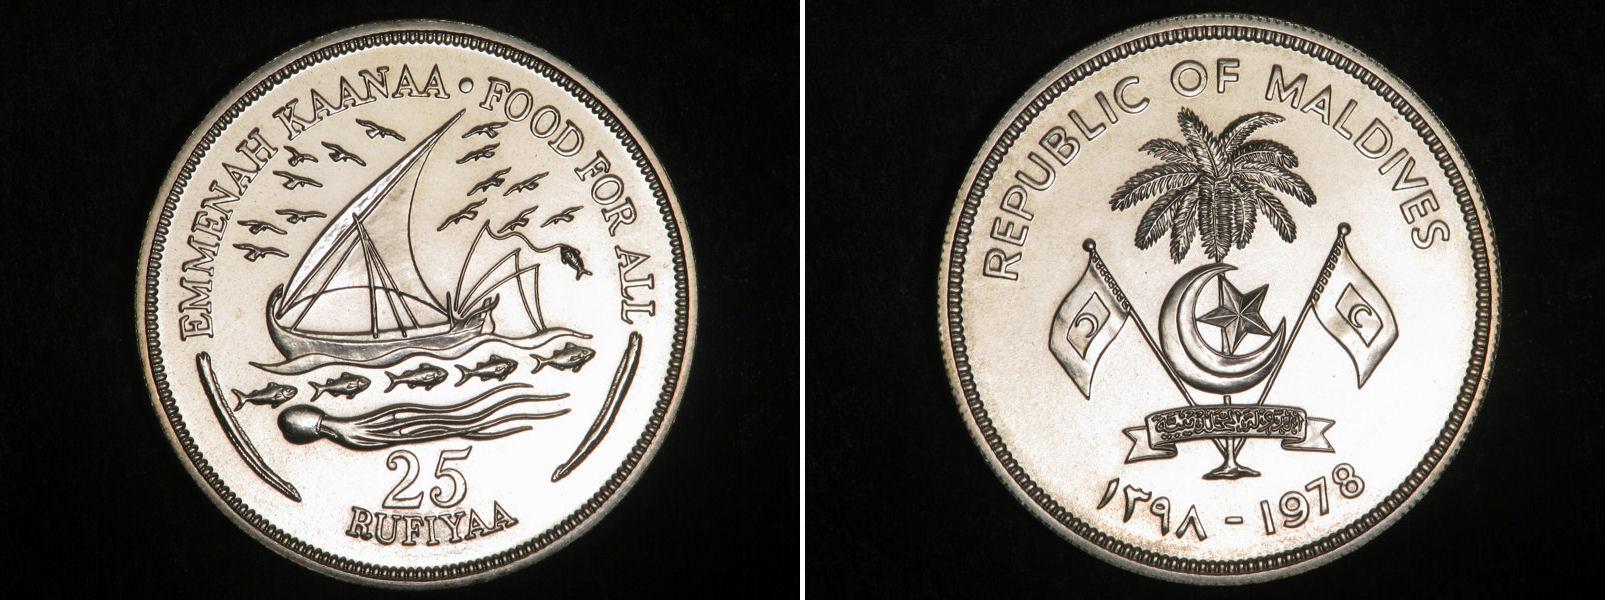 EMMENAH KAANAA • FOOD FOR ALL
25
RUFIYAA
REPUBLIC OF MALDIVES
١٣٩٨ - 1978